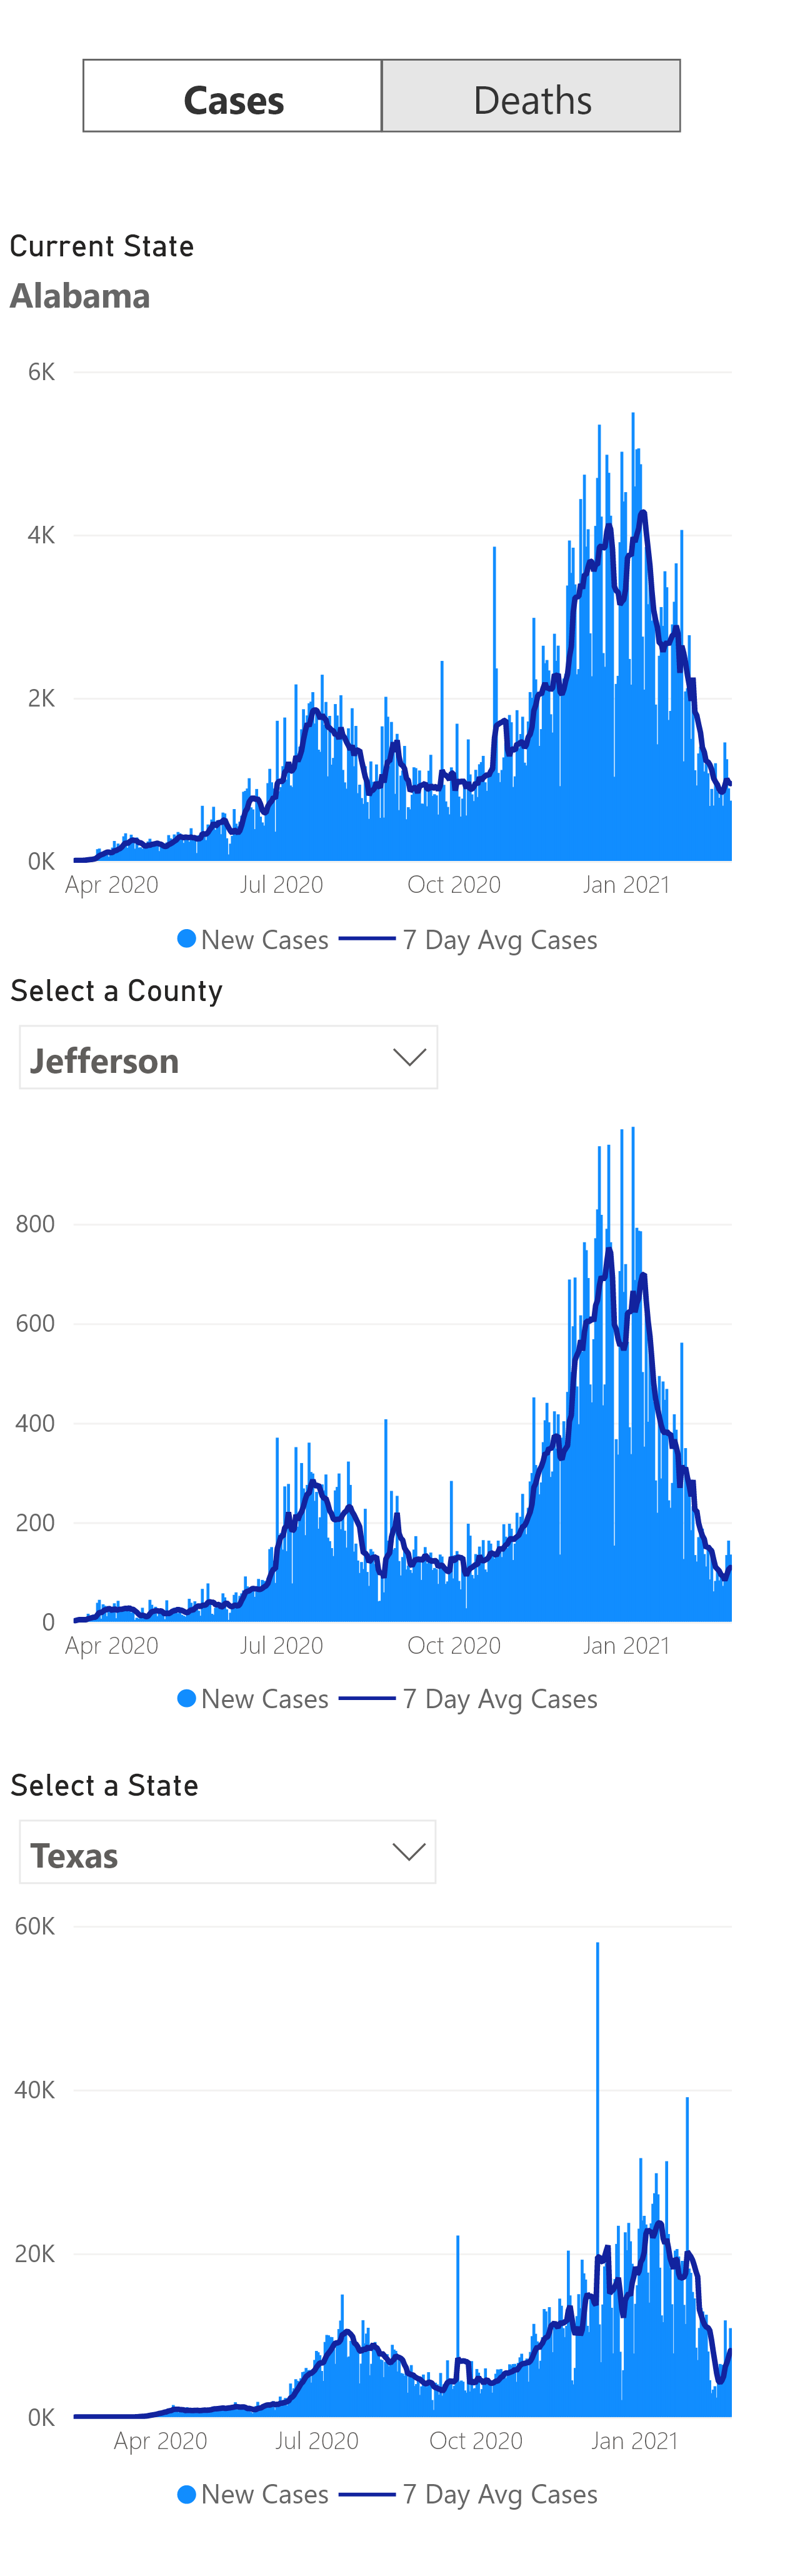 Cases Deaths
Current State
Alabama
6K
4K
2K
0K
Apr 2020 Jul 2020 Oct 2020 Jan 2021
New Cases 7 Day Avg Cases
Select a County
Jefferson
800
600
400
200
0
Apr 2020 Jul 2020 Oct 2020 Jan 2021
New Cases 7 Day Avg Cases
Select a State
Texas
60K
40K
20K
0K
Apr 2020 Jul 2020 Oct 2020 Jan 2021
New Cases 7 Day Avg Cases